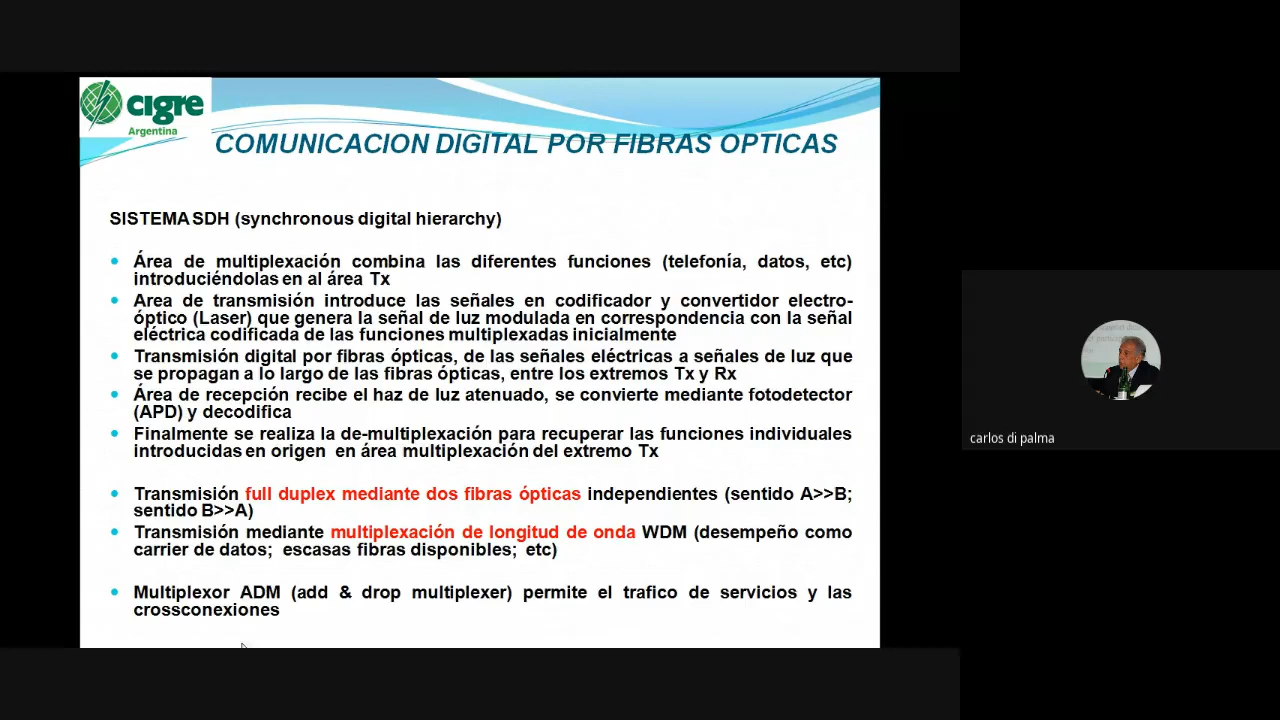 cigre
Argentina
COMUNICACION DIGITAL POR FIBRAS OPTICAS
SISTEMA SDH (synchronous digital hierarchy)
Área de multiplexación combina las diferentes funciones (telefonía, datos, etc)
introduciéndolas en al área Tx
Area de transmisión introduce las señales en codificador y convertidor electro-
óptico (Laser) que genera la señal de luz modulada en correspondencia con la señal
eléctrica codificada de las funciones multiplexadas inicialmente
Transmisión digital por fibras ópticas, de las señales eléctricas a señales de luz que
se propagan a lo largo de las fibras ópticas, entre los extremos Tx y Rx
Área de recepción recibe el haz de luz atenuado, se convierte mediante fotodetector
(APD) y decodifica
Finalmente se realiza la de-multiplexación para recuperar las funciones individuales
introducidas en origen en área multiplexación del extremo Tx
Transmisión full duplex mediante dos fibras ópticas independientes (sentido A>>B;
sentido B>>A)
Transmisión mediante multiplexación de longitud de onda WDM (desempeño como
carrier de datos; escasas fibras disponibles; etc)
Multiplexor ADM (add & drop multiplexer) permite el trafico de servicios y las
crossconexiones
carlos di palma